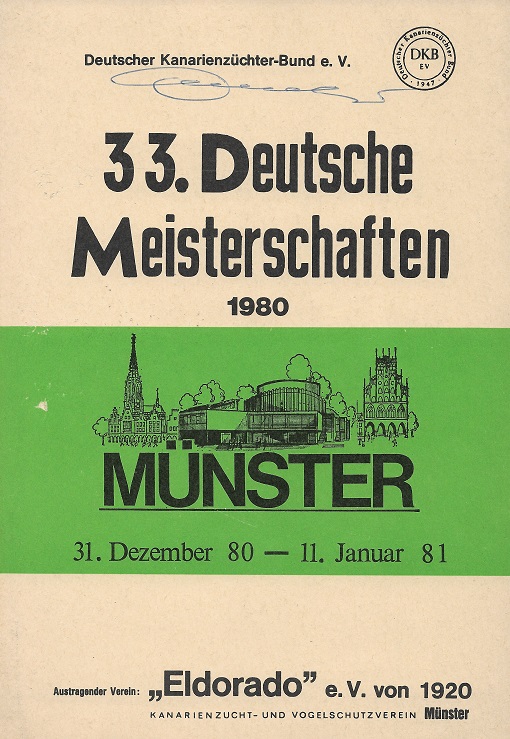 Deutscher Kanarienzüchter-Bund e. V.
Deutscher Kanarienzüchter Bund
DKB
EV
· 1947 ·
33. Deutsche
Meisterschaften
1980
MÜNSTER
31. Dezember 80 — 11. Januar 81
Austragender Verein: „Eldorado” e.V. von 1920
KANARIENZUCHT- UND VOGELSCHUTZVEREIN Münster